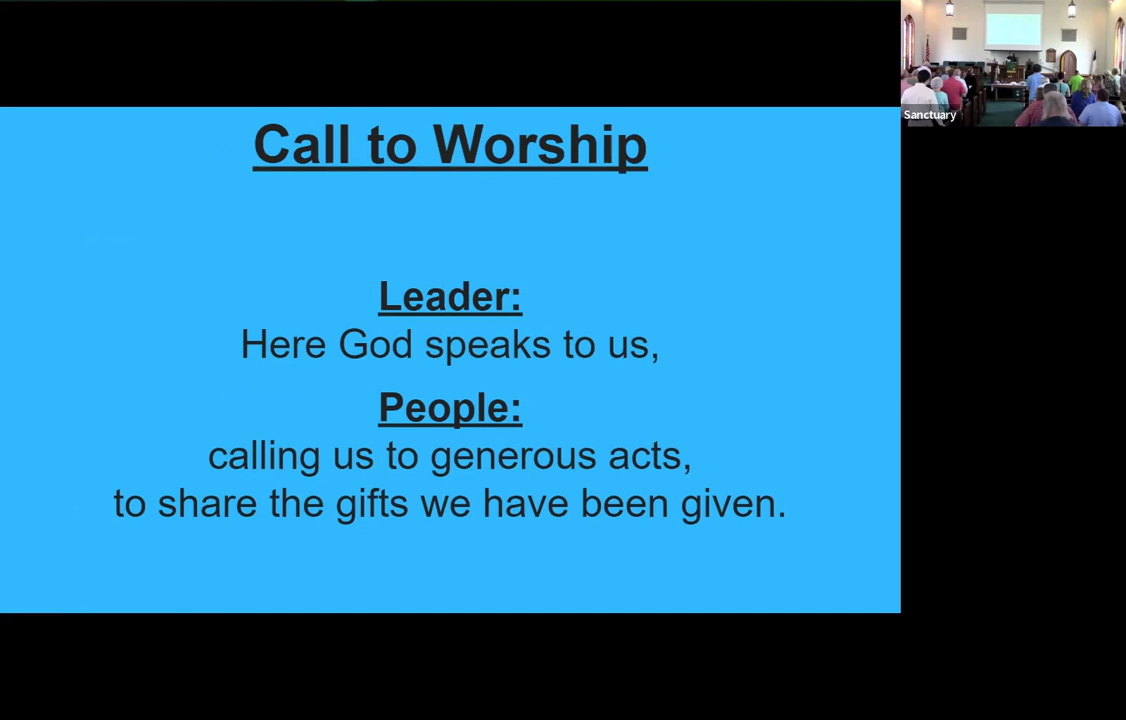 Call to Worship
Leader:
Here God speaks to us,
People:
calling us to generous acts,
to share the gifts we have been given.
Sanctuary